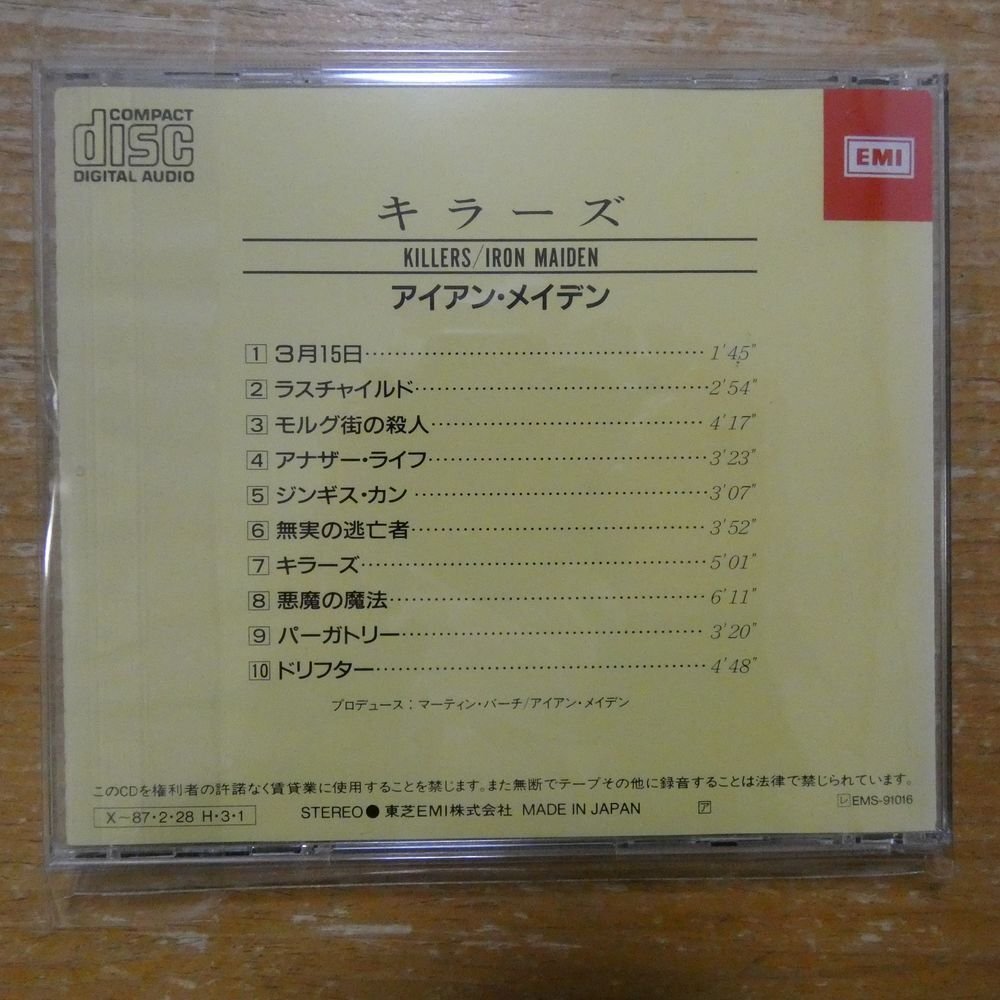 COMPACT
disc
DIGITAL AUDIO
EMI
キラーズ
KILLERS/IRON MAIDEN
アイアン・メイデン
1 3月15日 1'45"
2 ラスチャイルド 2'54"
3 モルグ街の殺人 4'17"
4 アナザー・ライフ 3'23"
5 ジンギス・カン 3'07"
6 無実の逃亡者 3'52"
7 キラーズ 5'01"
8 悪魔の魔法 6'11"
9 パーガトリー 3'20"
10 ドリフター 4'48"
プロデュース：マーティン・バーチ/アイアン・メイデン
このCDを権利者の許諾なく賃貸業に使用することを禁じます。また無断でテープその他に録音することは法律で禁じられています。
X〜87・2・28 H・3・1 STEREO● 東芝EMI株式会社 MADE IN JAPAN ア レ EMS-91016